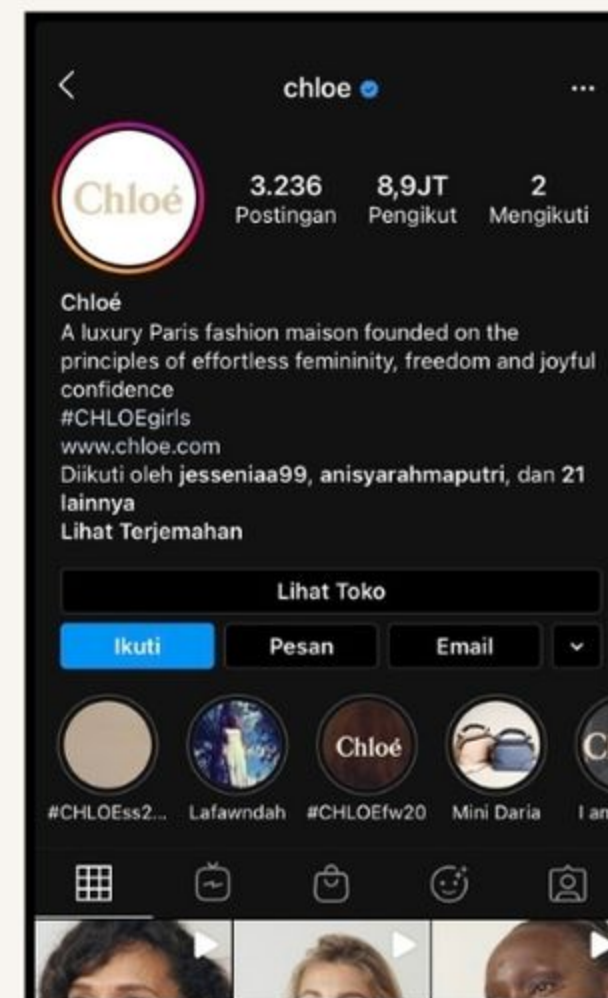 chloe
Chloé
3.236 8,9JT 2
Postingan Pengikut Mengikuti
Chloé
A luxury Paris fashion maison founded on the
principles of effortless femininity, freedom and joyful
confidence
#CHLOEgirls
www.chloe.com
Diikuti oleh jesseniaa99, anisyarahmaputri, dan 21
lainnya
Lihat Terjemahan
Lihat Toko
Ikuti Pesan Email
Chloé C
#CHLOEss2... Lafawndah #CHLOEfw20 Mini Daria I am